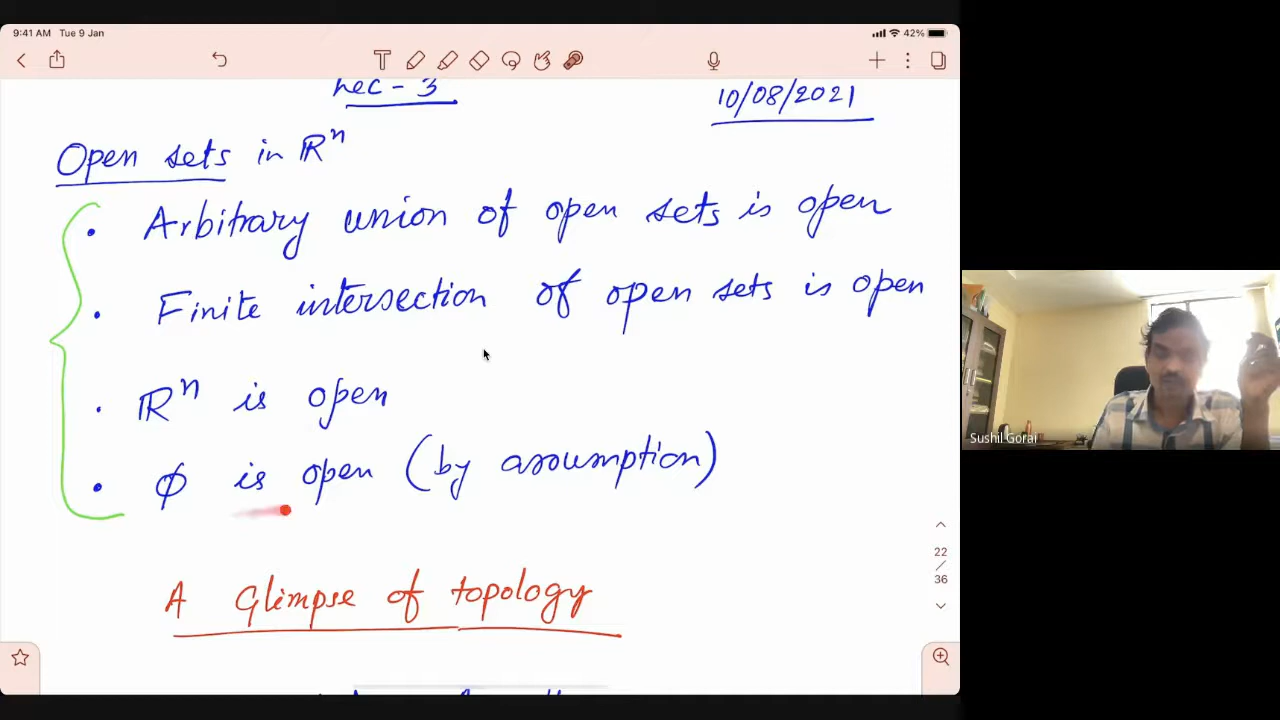 9:41 AM Tue 9 Jan
42%
Lec - 3
10/08/2021
Open sets in ℝⁿ
• Arbitrary union of open sets is open
• Finite intersection of open sets is open
• ℝⁿ is open
• ϕ is open (by assumption)
A Glimpse of topology
22
/
36
Sushil Gorai